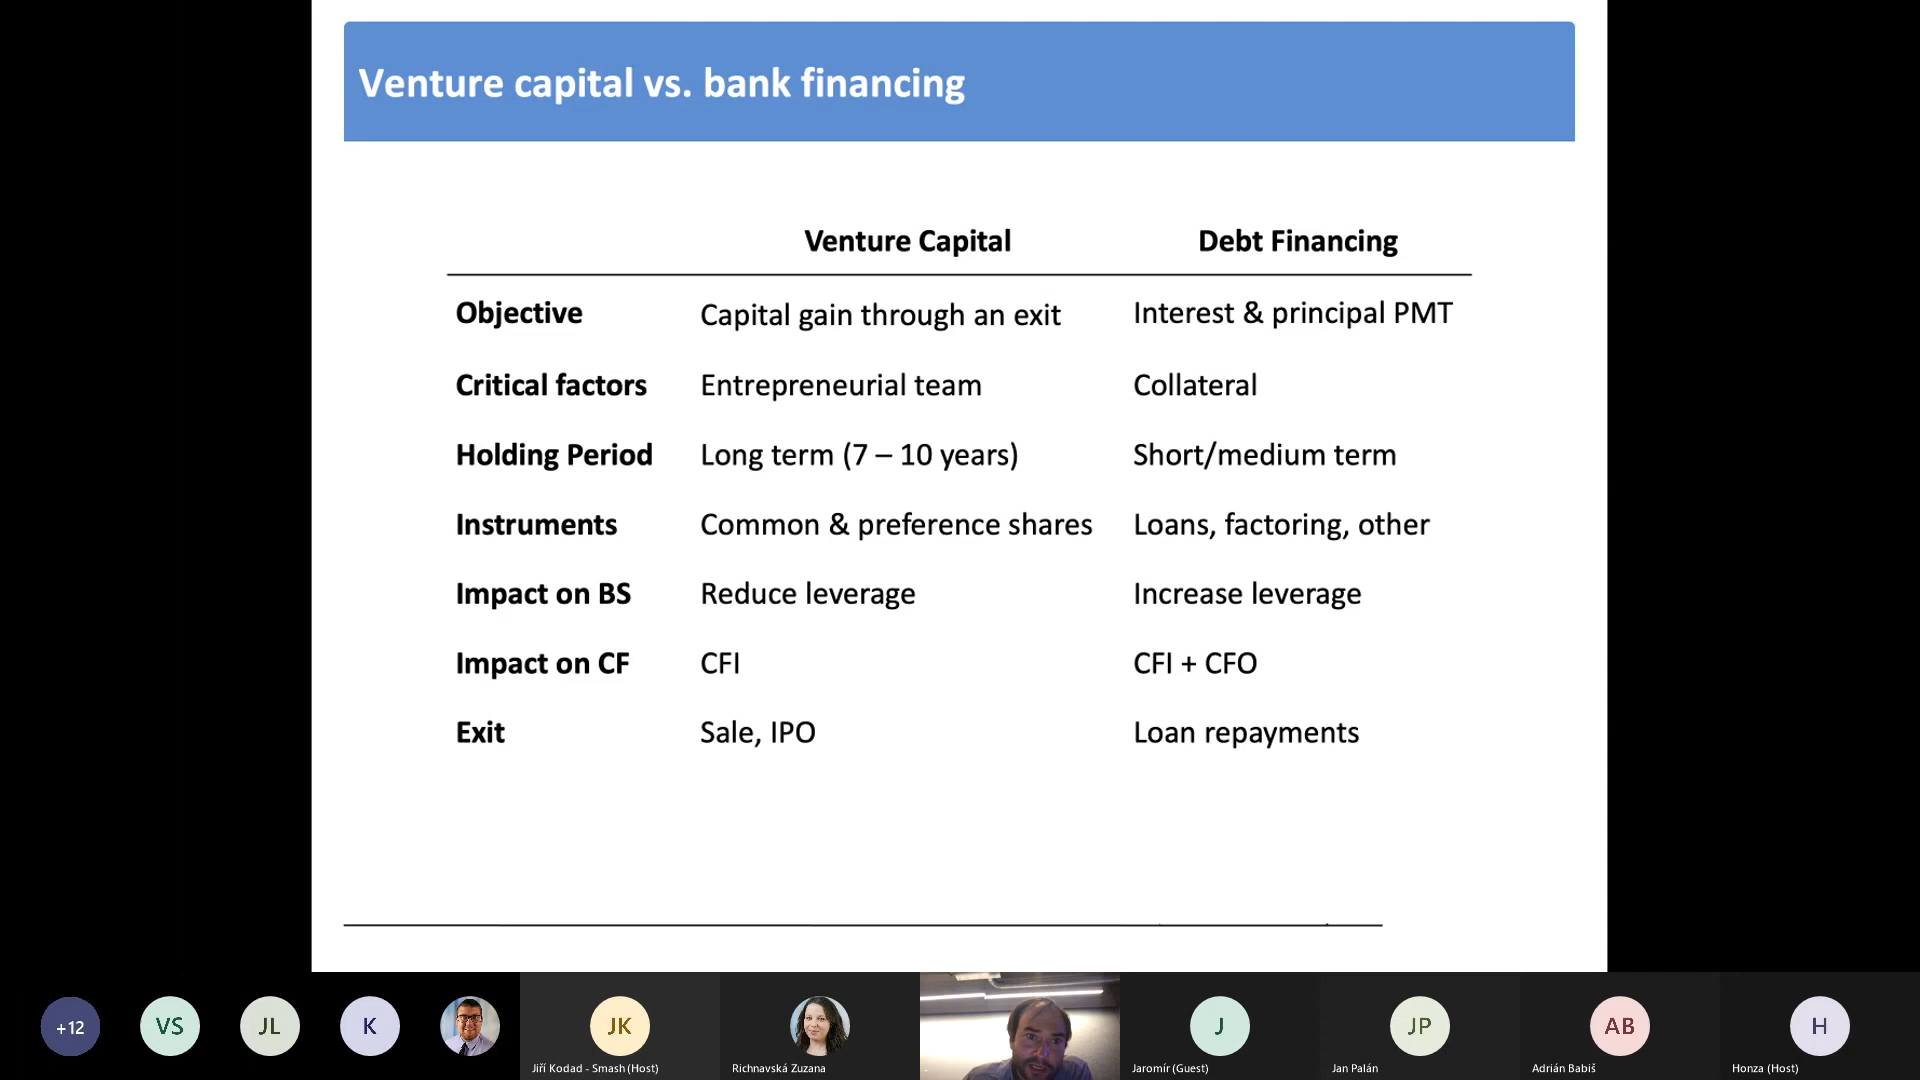 Venture capital vs. bank financing
Venture Capital Debt Financing
Objective Capital gain through an exit Interest & principal PMT
Critical factors Entrepreneurial team Collateral
Holding Period Long term (7 – 10 years) Short/medium term
Instruments Common & preference shares Loans, factoring, other
Impact on BS Reduce leverage Increase leverage
Impact on CF CFI CFI + CFO
Exit Sale, IPO Loan repayments
+12 VS JL K JK J JP AB H
Jiří Kodad - Smash (Host) Richnavská Zuzana Jaromír (Guest) Jan Palán Adrián Babiš Honza (Host)